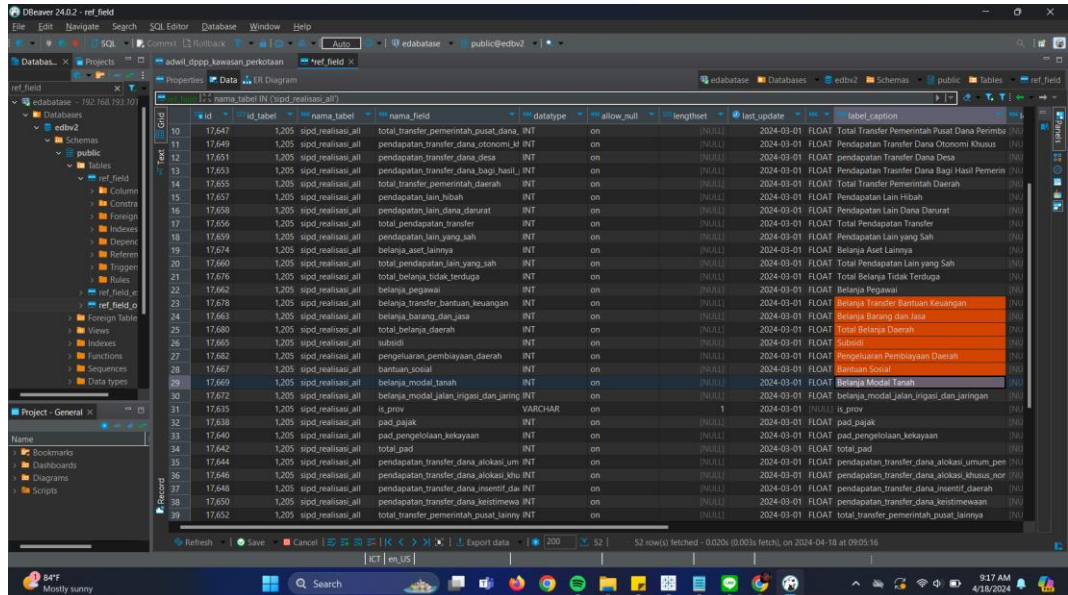 DBeaver 24.0.2 - ref_field
File Edit Navigate Search SQL Editor Database Window Help
SQL Commit Rollback Auto edabatase public@edbv2
Databas... Projects adwil_dppp_kawasan_perkotaan *ref_field
Properties Data ER Diagram edabatase Databases edbv2 Schemas public Tables ref_field
ref_field
nama_tabel IN ('sipd_realisasi_all')
edabatase - 192.168.193.101
Databases
edbv2
Schemas
public
Tables
ref_field
Column
Constra
Foreign
Indexes
Depend
Referen
Triggers
Rules
ref_field_e
ref_field_o
Foreign Table
Views
Indexes
Functions
Sequences
Data types
Project - General
Name
Bookmarks
Dashboards
Diagrams
Scripts
Grid
Text
Record
Panels
id id_tabel nama_tabel nama_field datatype allow_null lengthset last_update label_caption
10 17,647 1,205 sipd_realisasi_all total_transfer_pemerintah_pusat_dana_ INT on [NULL] 2024-03-01 FLOAT Total Transfer Pemerintah Pusat Dana Perimba
11 17,649 1,205 sipd_realisasi_all pendapatan_transfer_dana_otonomi_kl INT on [NULL] 2024-03-01 FLOAT Pendapatan Transfer Dana Otonomi Khusus
12 17,651 1,205 sipd_realisasi_all pendapatan_transfer_dana_desa INT on [NULL] 2024-03-01 FLOAT Pendapatan Transfer Dana Desa
13 17,653 1,205 sipd_realisasi_all pendapatan_transfer_dana_bagi_hasil_ INT on [NULL] 2024-03-01 FLOAT Pendapatan Trasnfer Dana Bagi Hasil Pemerin
14 17,655 1,205 sipd_realisasi_all total_transfer_pemerintah_daerah INT on [NULL] 2024-03-01 FLOAT Total Transfer Pemerintah Daerah
15 17,657 1,205 sipd_realisasi_all pendapatan_lain_hibah INT on [NULL] 2024-03-01 FLOAT Pendapatan Lain Hibah
16 17,658 1,205 sipd_realisasi_all pendapatan_lain_dana_darurat INT on [NULL] 2024-03-01 FLOAT Pendapatan Lain Dana Darurat
17 17,656 1,205 sipd_realisasi_all total_pendapatan_transfer INT on [NULL] 2024-03-01 FLOAT Total Pendapatan Transfer
18 17,659 1,205 sipd_realisasi_all pendapatan_lain_yang_sah INT on [NULL] 2024-03-01 FLOAT Pendapatan Lain yang Sah
19 17,674 1,205 sipd_realisasi_all belanja_aset_lainnya INT on [NULL] 2024-03-01 FLOAT Belanja Aset Lainnya
20 17,660 1,205 sipd_realisasi_all total_pendapatan_lain_yang_sah INT on [NULL] 2024-03-01 FLOAT Total Pendapatan Lain yang Sah
21 17,676 1,205 sipd_realisasi_all total_belanja_tidak_terduga INT on [NULL] 2024-03-01 FLOAT Total Belanja Tidak Terduga
22 17,662 1,205 sipd_realisasi_all belanja_pegawai INT on [NULL] 2024-03-01 FLOAT Belanja Pegawai
23 17,678 1,205 sipd_realisasi_all belanja_transfer_bantuan_keuangan INT on [NULL] 2024-03-01 FLOAT Belanja Transfer Bantuan Keuangan
24 17,663 1,205 sipd_realisasi_all belanja_barang_dan_jasa INT on [NULL] 2024-03-01 FLOAT Belanja Barang dan Jasa
25 17,680 1,205 sipd_realisasi_all total_belanja_daerah INT on [NULL] 2024-03-01 FLOAT Total Belanja Daerah
26 17,665 1,205 sipd_realisasi_all subsidi INT on [NULL] 2024-03-01 FLOAT Subsidi
27 17,682 1,205 sipd_realisasi_all pengeluaran_pembiayaan_daerah INT on [NULL] 2024-03-01 FLOAT Pengeluaran Pembiayaan Daerah
28 17,667 1,205 sipd_realisasi_all bantuan_sosial INT on [NULL] 2024-03-01 FLOAT Bantuan Sosial
29 17,669 1,205 sipd_realisasi_all belanja_modal_tanah INT on [NULL] 2024-03-01 FLOAT Belanja Modal Tanah
30 17,672 1,205 sipd_realisasi_all belanja_modal_jalan_irigasi_dan_jaring INT on [NULL] 2024-03-01 FLOAT belanja_modal_jalan_irigasi_dan_jaringan
31 17,635 1,205 sipd_realisasi_all is_prov VARCHAR on 1 2024-03-01 [NULL] is_prov
32 17,638 1,205 sipd_realisasi_all pad_pajak INT on [NULL] 2024-03-01 FLOAT pad_pajak
33 17,640 1,205 sipd_realisasi_all pad_pengelolaan_kekayaan INT on [NULL] 2024-03-01 FLOAT pad_pengelolaan_kekayaan
34 17,642 1,205 sipd_realisasi_all total_pad INT on [NULL] 2024-03-01 FLOAT total_pad
35 17,644 1,205 sipd_realisasi_all pendapatan_transfer_dana_alokasi_um INT on [NULL] 2024-03-01 FLOAT pendapatan_transfer_dana_alokasi_umum_pen
36 17,646 1,205 sipd_realisasi_all pendapatan_transfer_dana_alokasi_khu INT on [NULL] 2024-03-01 FLOAT pendapatan_transfer_dana_alokasi_khusus_nor
37 17,648 1,205 sipd_realisasi_all pendapatan_transfer_dana_insentif_dae INT on [NULL] 2024-03-01 FLOAT pendapatan_transfer_dana_insentif_daerah
38 17,650 1,205 sipd_realisasi_all pendapatan_transfer_dana_keistimewa INT on [NULL] 2024-03-01 FLOAT pendapatan_transfer_dana_keistimewaan
39 17,652 1,205 sipd_realisasi_all total_transfer_pemerintah_pusat_lainny INT on [NULL] 2024-03-01 FLOAT total_transfer_pemerintah_pusat_lainnya
Refresh Save Cancel Export data 200 52 52 row(s) fetched - 0.020s (0.003s fetch), on 2024-04-18 at 09:05:16
ICT en_US
84°F
Mostly sunny
Search
9:17 AM
4/18/2024